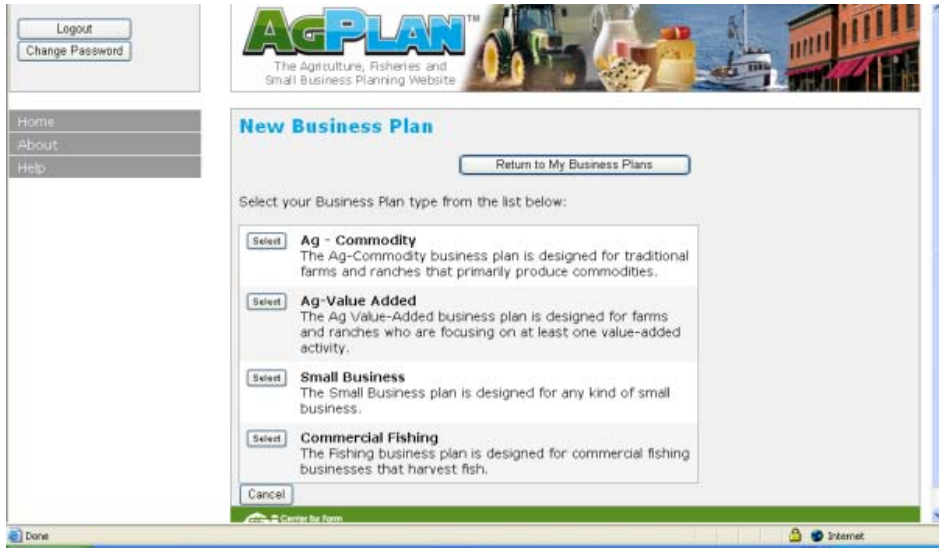 Logout
Change Password
AGPLAN™
The Agriculture, Fisheries and
Small Business Planning Website
Home
About
Help
New Business Plan
Return to My Business Plans
Select your Business Plan type from the list below:
Select
Ag - Commodity
The Ag-Commodity business plan is designed for traditional
farms and ranches that primarily produce commodities.
Select
Ag-Value Added
The Ag Value-Added business plan is designed for farms
and ranches who are focusing on at least one value-added
activity.
Select
Small Business
The Small Business plan is designed for any kind of small
business.
Select
Commercial Fishing
The Fishing business plan is designed for commercial fishing
businesses that harvest fish.
Cancel
Center for Farm
Done
Internet